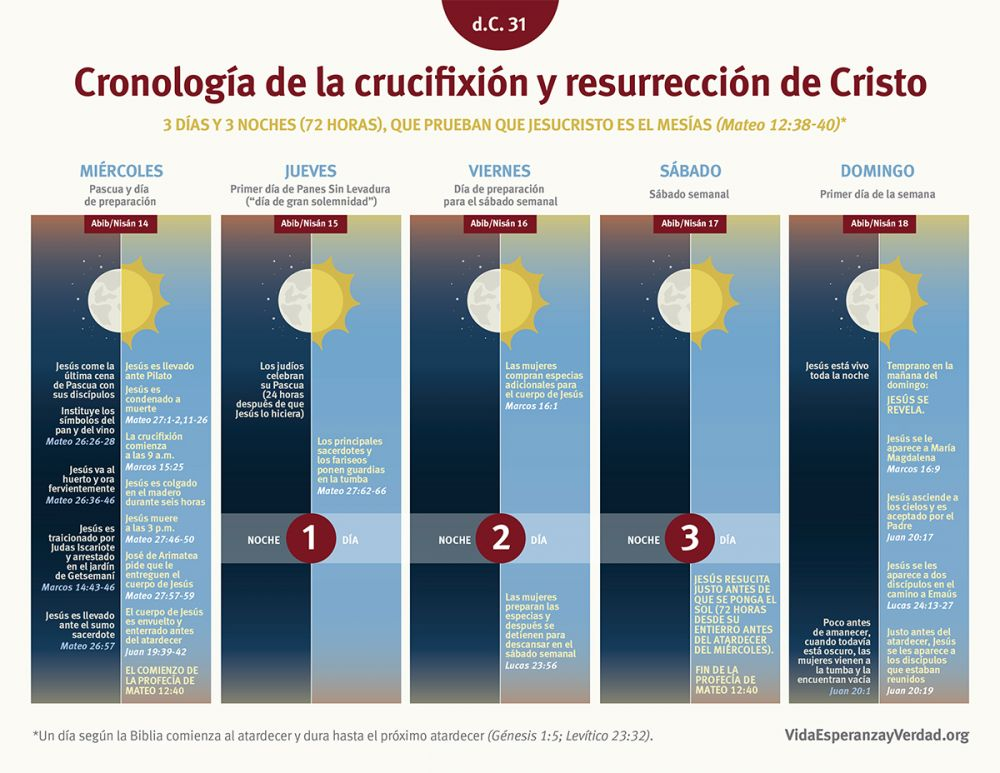 d.C. 31
Cronología de la crucifixión y resurrección de Cristo
3 DÍAS Y 3 NOCHES (72 HORAS), QUE PRUEBAN QUE JESUCRISTO ES EL MESÍAS (Mateo 12:38-40)*
MIÉRCOLES
Pascua y día
de preparación
Abib/Nisán 14
Jesús come la
última cena
de Pascua con
sus discípulos
Instituye los
símbolos del
pan y del vino
Mateo 26:26-28
Jesús va al
huerto y ora
fervientemente
Mateo 26:36-46
Jesús es
traicionado por
Judas Iscariote
y arrestado
en el jardín
de Getsemaní
Marcos 14:43-46
Jesús es llevado
ante el sumo
sacerdote
Mateo 26:57
Jesús es llevado
ante Pilato
Jesús es
condenado a
muerte
Mateo 27:1-2,11-26
La crucifixión
comienza
a las 9 a.m.
Marcos 15:25
Jesús es colgado
en el madero
durante seis horas
Jesús muere
a las 3 p.m.
Mateo 27:46-50
José de Arimatea
pide que le
entreguen el
cuerpo de Jesús
Mateo 27:57-59
El cuerpo de Jesús
es envuelto y
enterrado antes
del atardecer
Juan 19:39-42
EL COMIENZO DE
LA PROFECÍA DE
MATEO 12:40
JUEVES
Primer día de Panes Sin Levadura
(“día de gran solemnidad”)
Abib/Nisán 15
Los judíos
celebran
su Pascua
(24 horas
después de que
Jesús lo hiciera)
Los principales
sacerdotes y
los fariseos
ponen guardias
en la tumba
Mateo 27:62-66
NOCHE 1 DÍA
VIERNES
Día de preparación
para el sábado semanal
Abib/Nisán 16
Las mujeres
compran especias
adicionales para
el cuerpo de Jesús
Marcos 16:1
NOCHE 2 DÍA
Las mujeres
preparan las
especias y
después se
detienen para
descansar en el
sábado semanal
Lucas 23:56
SÁBADO
Sábado semanal
Abib/Nisán 17
NOCHE 3 DÍA
JESÚS RESUCITA
JUSTO ANTES DE
QUE SE PONGA EL
SOL (72 HORAS
DESDE SU
ENTIERRO ANTES
DEL ATARDECER
DEL MIÉRCOLES).
FIN DE LA
PROFECÍA DE
MATEO 12:40
DOMINGO
Primer día de la semana
Abib/Nisán 18
Jesús está vivo
toda la noche
Poco antes
de amanecer,
cuando todavía
está oscuro, las
mujeres vienen a
la tumba y la
encuentran vacía
Juan 20:1
Temprano en la
mañana del
domingo:
JESÚS SE
REVELA.
Jesús se le
aparece a María
Magdalena
Marcos 16:9
Jesús asciende a
los cielos y es
aceptado por el
Padre
Juan 20:17
Jesús se les
aparece a dos
discípulos en el
camino a Emaús
Lucas 24:13-27
Justo antes del
atardecer, Jesús
se les aparece a
los discípulos
que estaban
reunidos
Juan 20:19
*Un día según la Biblia comienza al atardecer y dura hasta el próximo atardecer (Génesis 1:5; Levítico 23:32).
VidaEsperanzayVerdad.org